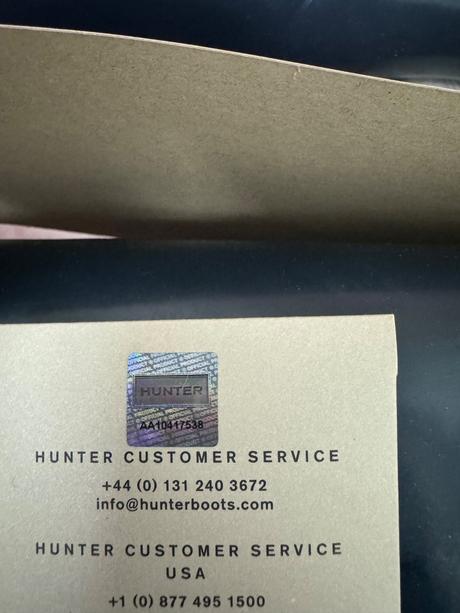 HUNTER
AA10417538
HUNTER CUSTOMER SERVICE
+44 (0) 131 240 3672
info@hunterboots.com
HUNTER CUSTOMER SERVICE
USA
+1 (0) 877 495 1500